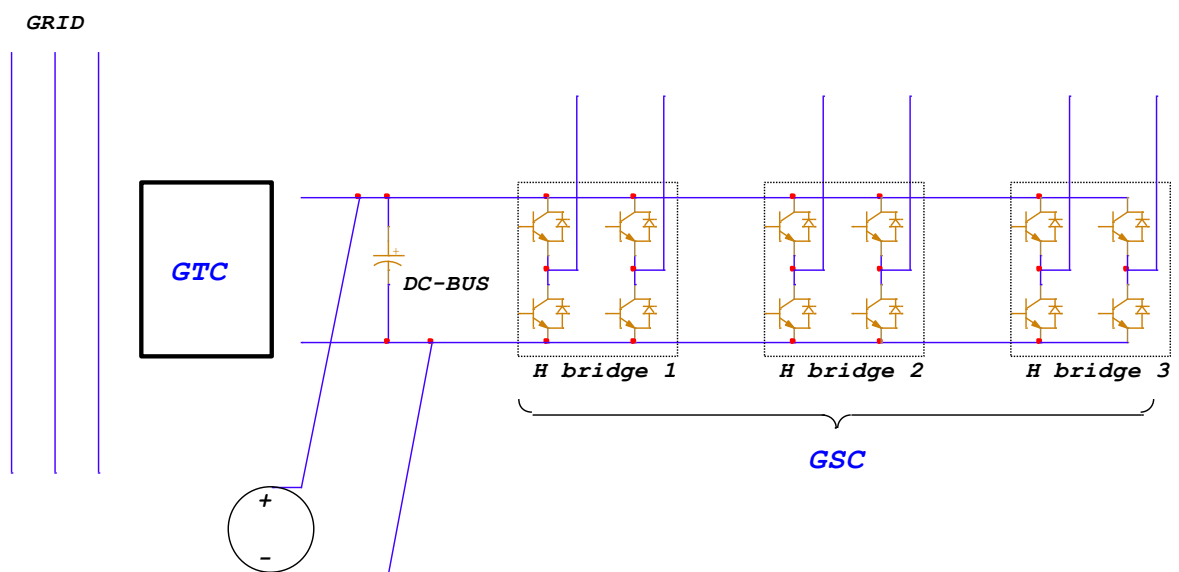 GRID
GTC
+
DC-BUS
H bridge 1
H bridge 2
H bridge 3
GSC
+
-